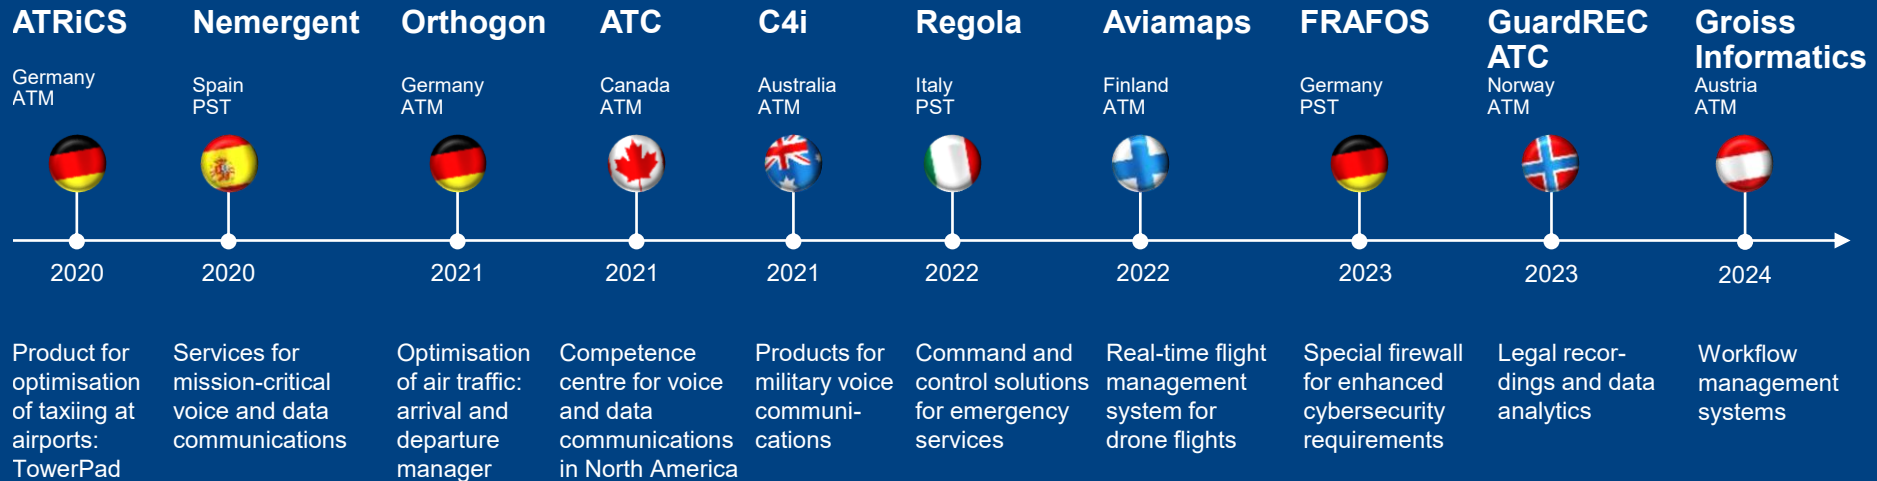 ATRiCS
Germany
ATM
2020
Product for
optimisation
of taxiing at
airports:
TowerPad
Nemergent
Spain
PST
2020
Services for
mission-critical
voice and data
communications
Orthogon
Germany
ATM
2021
Optimisation
of air traffic:
arrival and
departure
manager
ATC
Canada
ATM
2021
Competence
centre for voice
and data
communications
in North America
C4i
Australia
ATM
2021
Products for
military voice
communi-
cations
Regola
Italy
PST
2022
Command and
control solutions
for emergency
services
Aviamaps
Finland
ATM
2022
Real-time flight
management
system for
drone flights
FRAFOS
Germany
PST
2023
Special firewall
for enhanced
cybersecurity
requirements
GuardREC
ATC
Norway
ATM
2023
Legal recor-
dings and data
analytics
Groiss
Informatics
Austria
ATM
2024
Workflow
management
systems